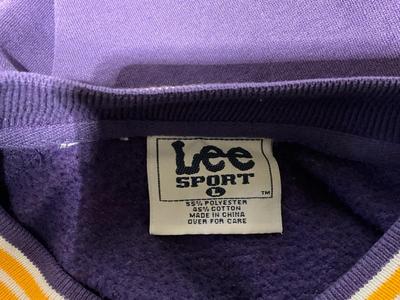 Lee
SPORT
L
TM
55% POLYESTER
45% COTTON
MADE IN CHINA
OVER FOR CARE